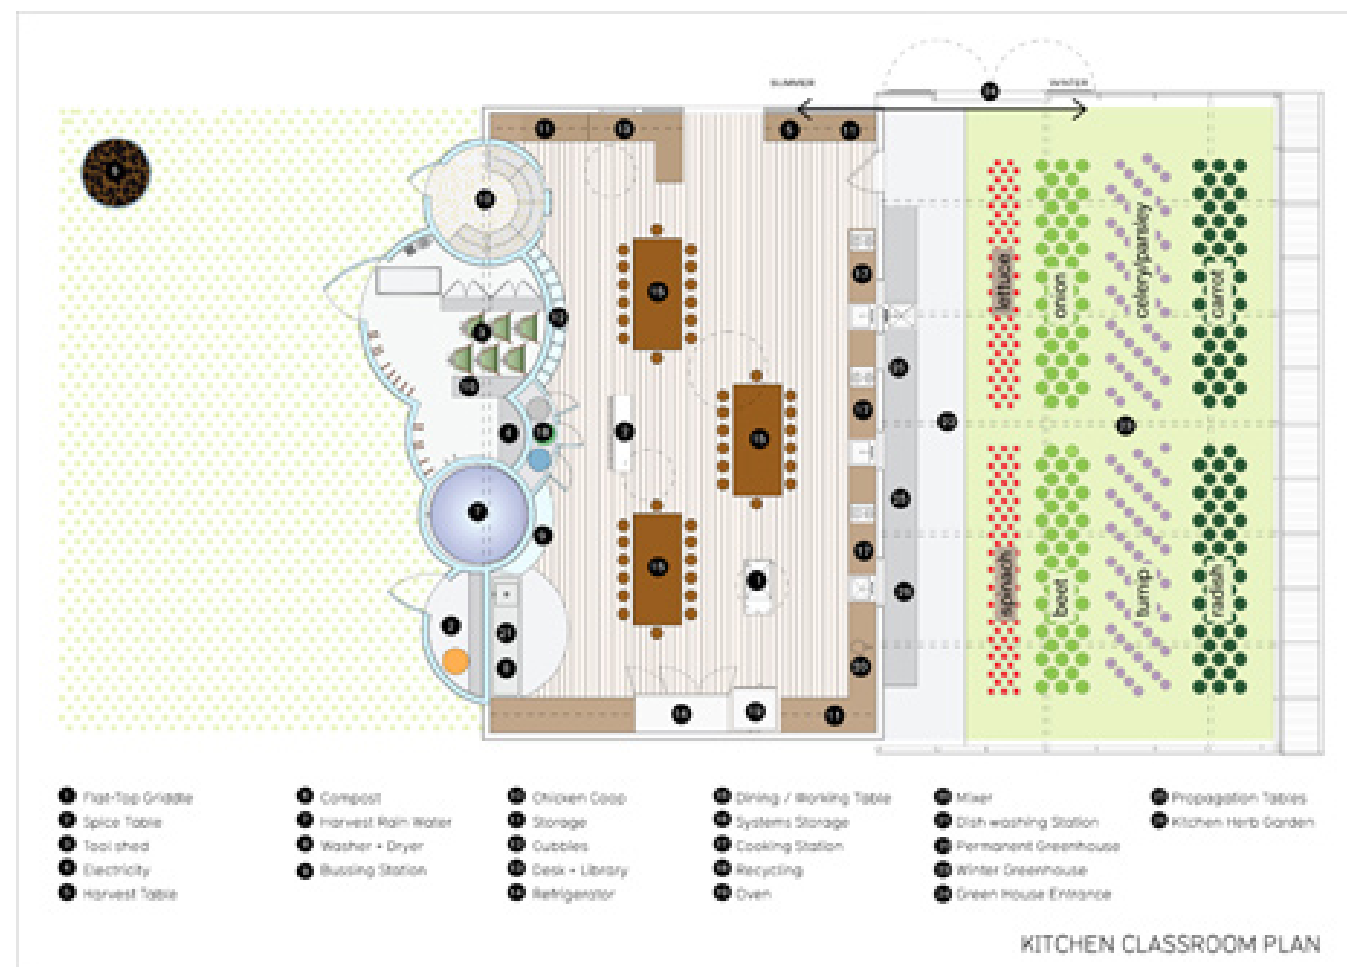 SUMMER
WINTER
lettuce
onion
celery/parsley
carrot
spinach
beet
turnip
radish
Flat-Top Griddle
Spice Table
Tool shed
Electricity
Harvest Table
Compost
Harvest Rain Water
Washer + Dryer
Bussing Station
Chicken Coop
Storage
Cubbies
Desk + Library
Refrigerator
Dining / Working Table
Systems Storage
Cooking Station
Recycling
Oven
Mixer
Dish washing Station
Permanent Greenhouse
Winter Greenhouse
Green House Entrance
Propagation Tables
Kitchen Herb Garden
KITCHEN CLASSROOM PLAN